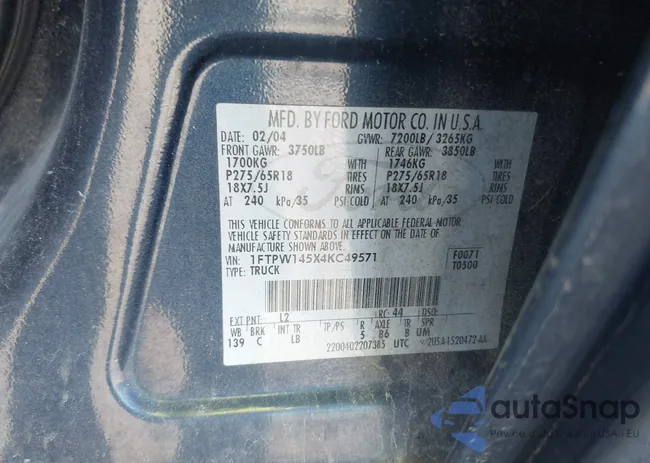 MFD. BY FORD MOTOR CO. IN U.S.A.
DATE: 02/04 GVWR: 7200LB/ 3265KG
FRONT GAWR: 3750LB REAR GAWR: 3850LB
1700KG WITH 1746KG WITH
P275/65R18 TIRES P275/65R18 TIRES
18X7.5J RIMS 18X7.5J RIMS
AT 240 kPa/35 PSI COLD AT 240 kPa/35 PSI COLD
THIS VEHICLE CONFORMS TO ALL APPLICABLE FEDERAL MOTOR
VEHICLE SAFETY STANDARDS IN EFFECT ON THE DATE OF
MANUFACTURE SHOWN ABOVE.
VIN: 1FTPW145X4KC49571 F0071
TYPE: TRUCK T0500
EXT PNT: L2 RC: 44 DSO:
WB BRK INT TR TP/PS R AXLE TR SPR
139 C LB 5 B6 B UM
2200402207385 UTC
autaSnap